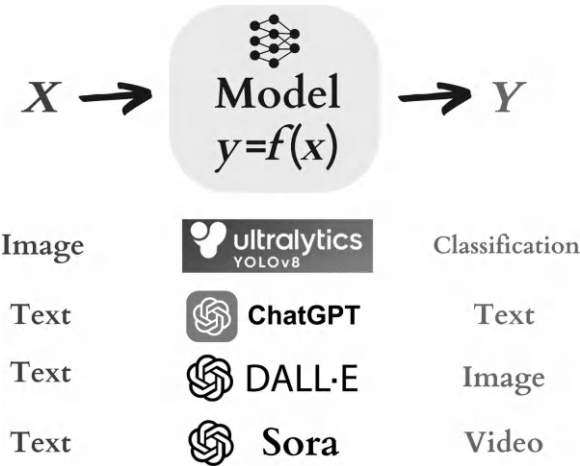 X
Model
y=f(x)
Y
Image
ultralytics
YOLOv8
Classification
Text
ChatGPT
Text
Text
DALL·E
Image
Text
Sora
Video